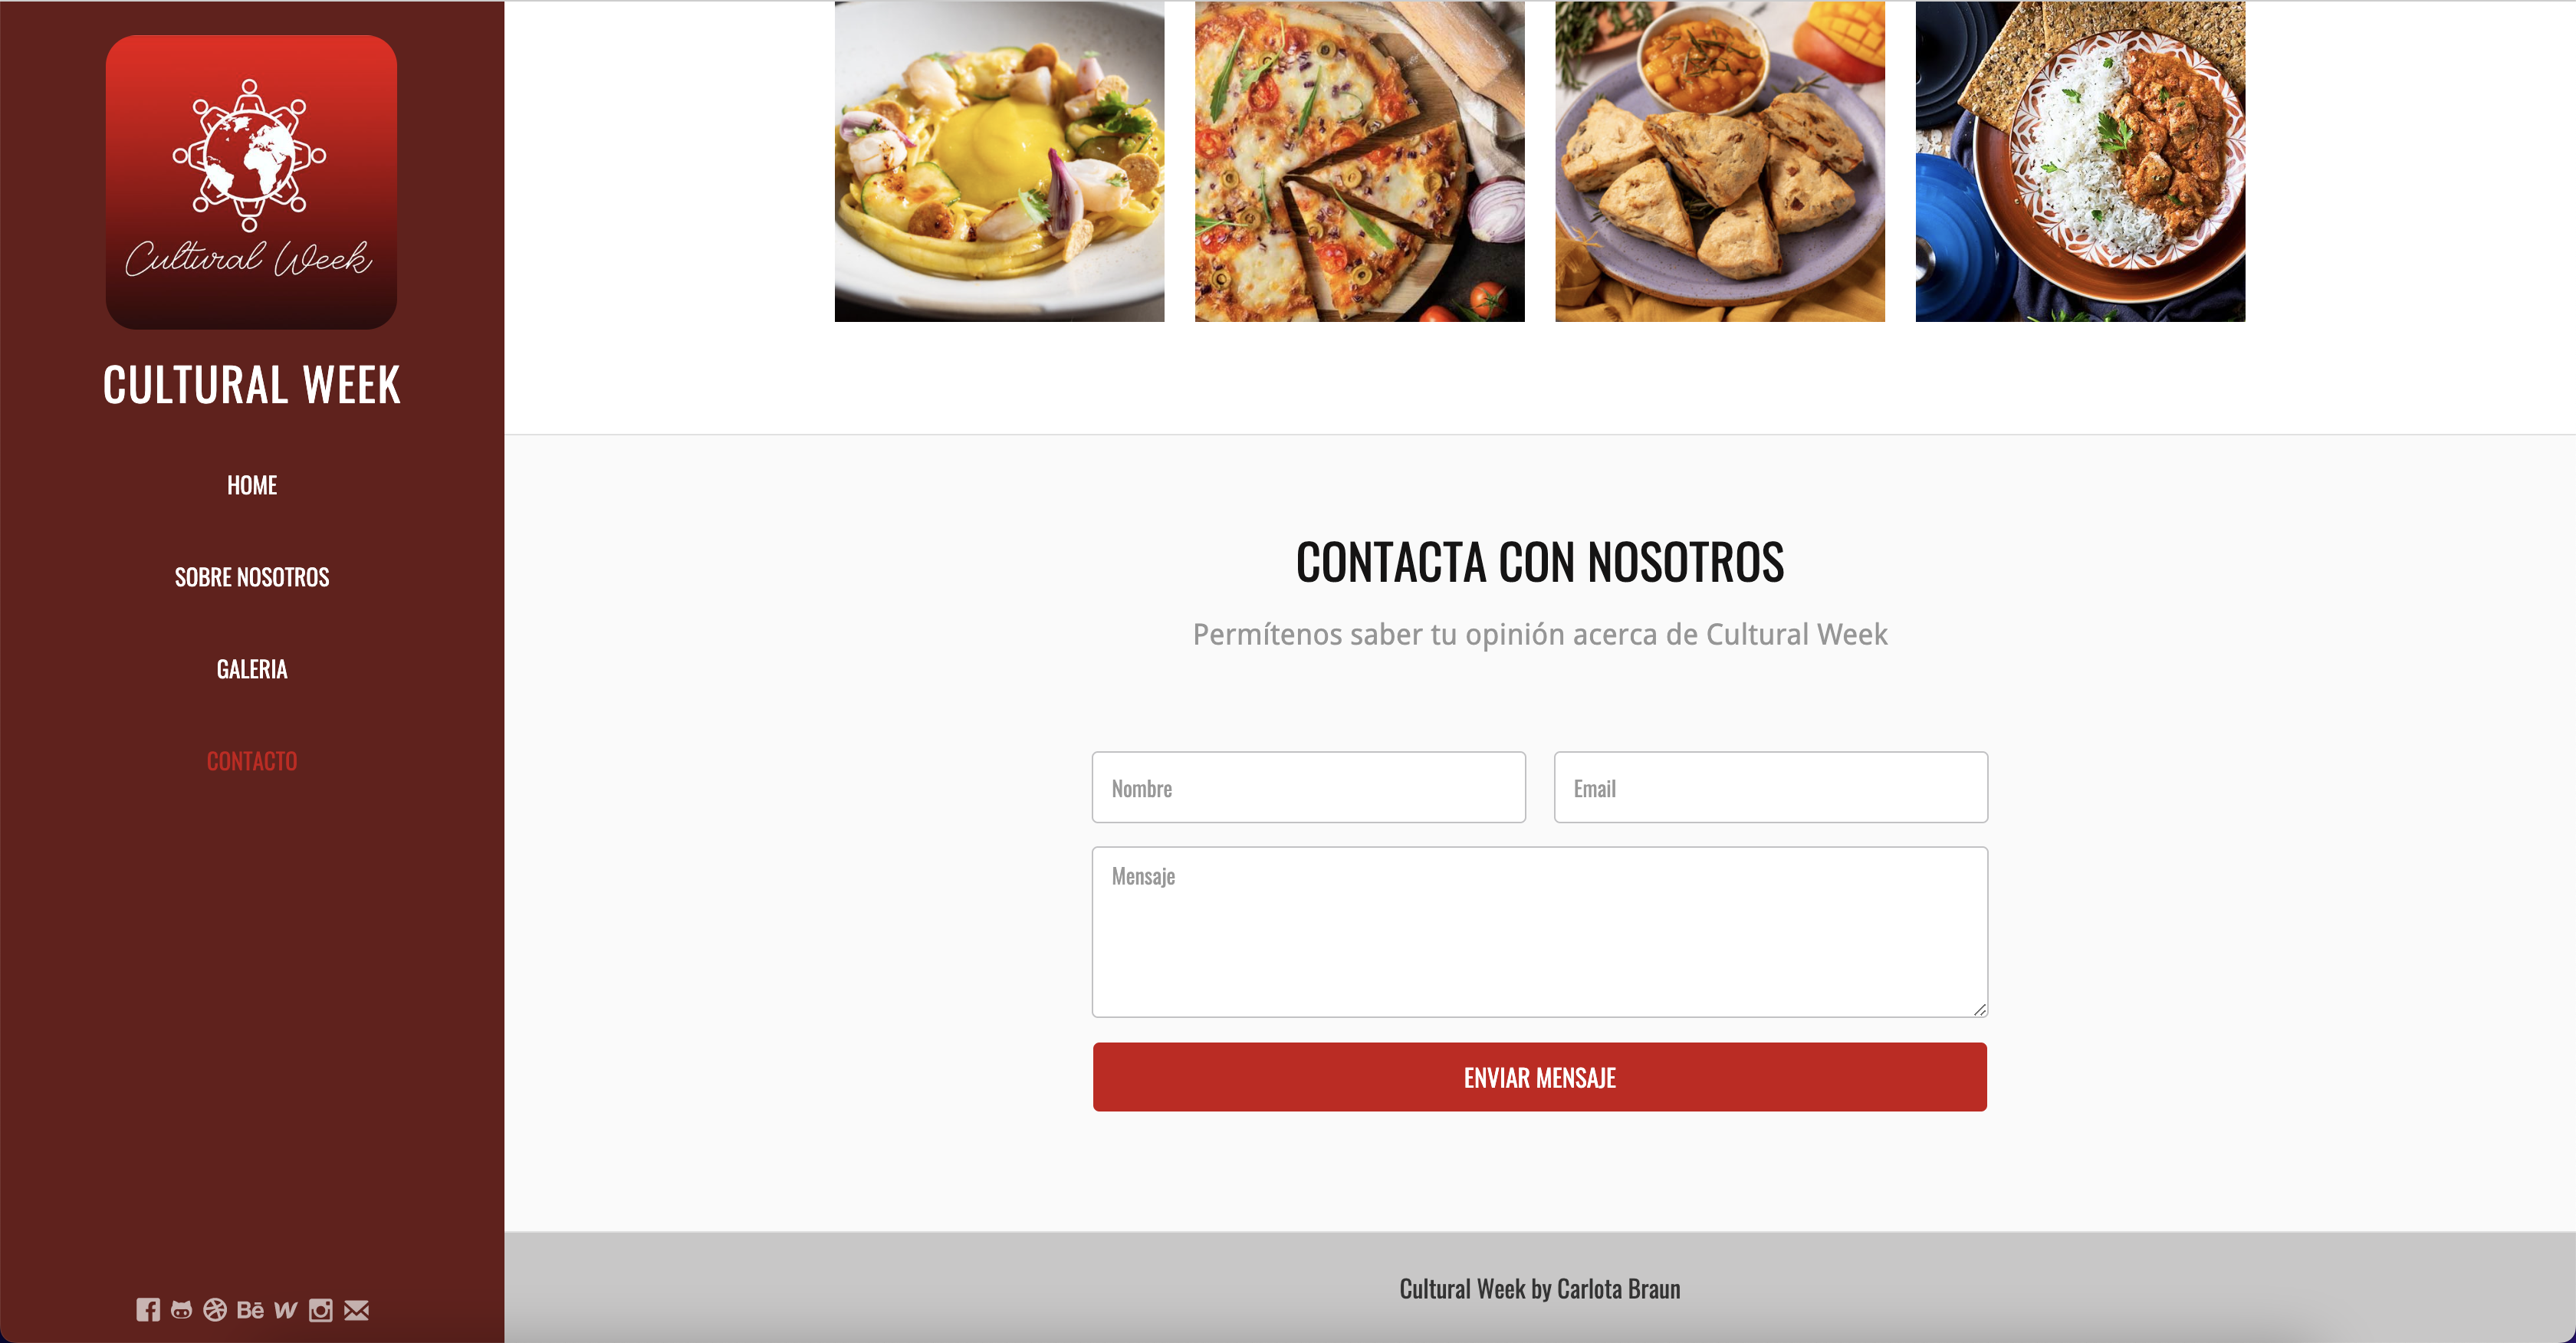 Cultural Week
CULTURAL WEEK
HOME
SOBRE NOSOTROS
GALERIA
CONTACTO
Bē
W
CONTACTA CON NOSOTROS
Permítenos saber tu opinión acerca de Cultural Week
Nombre
Email
Mensaje
ENVIAR MENSAJE
Cultural Week by Carlota Braun